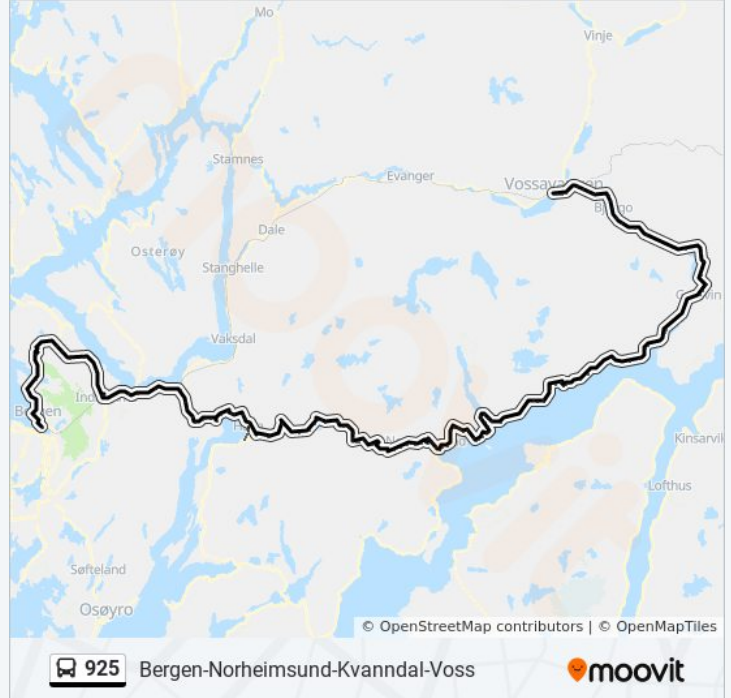 Mo
Vinje
Stamnes
Evanger
Dale
Osterøy
Stanghelle
Vaksdal
Kinsarvik
Lofthus
Søfteland
Osøyro
© OpenStreetMap contributors | © OpenMapTiles
925 Bergen-Norheimsund-Kvanndal-Voss
moovit